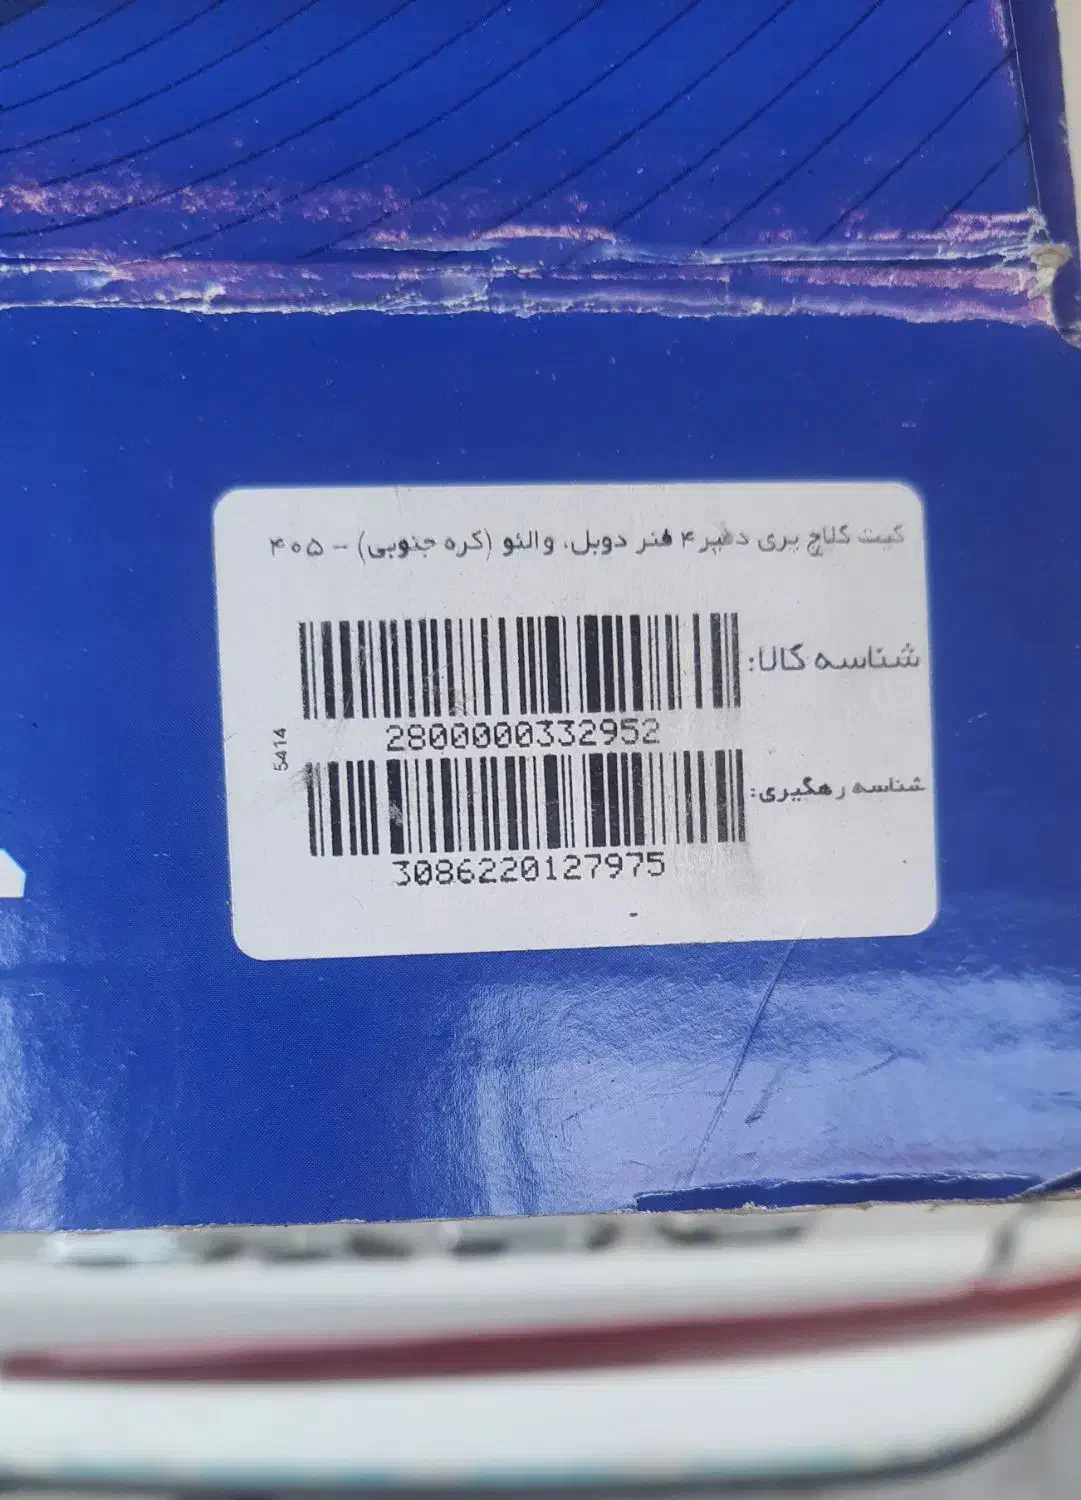 کیت کلاچ پری دمپر ۴ فنر دوبل، والئو (کره جنوبی) - ۴۰۵
شناسه کالا:
2800000332952
5414
شناسه رهگیری:
3086220127975
-